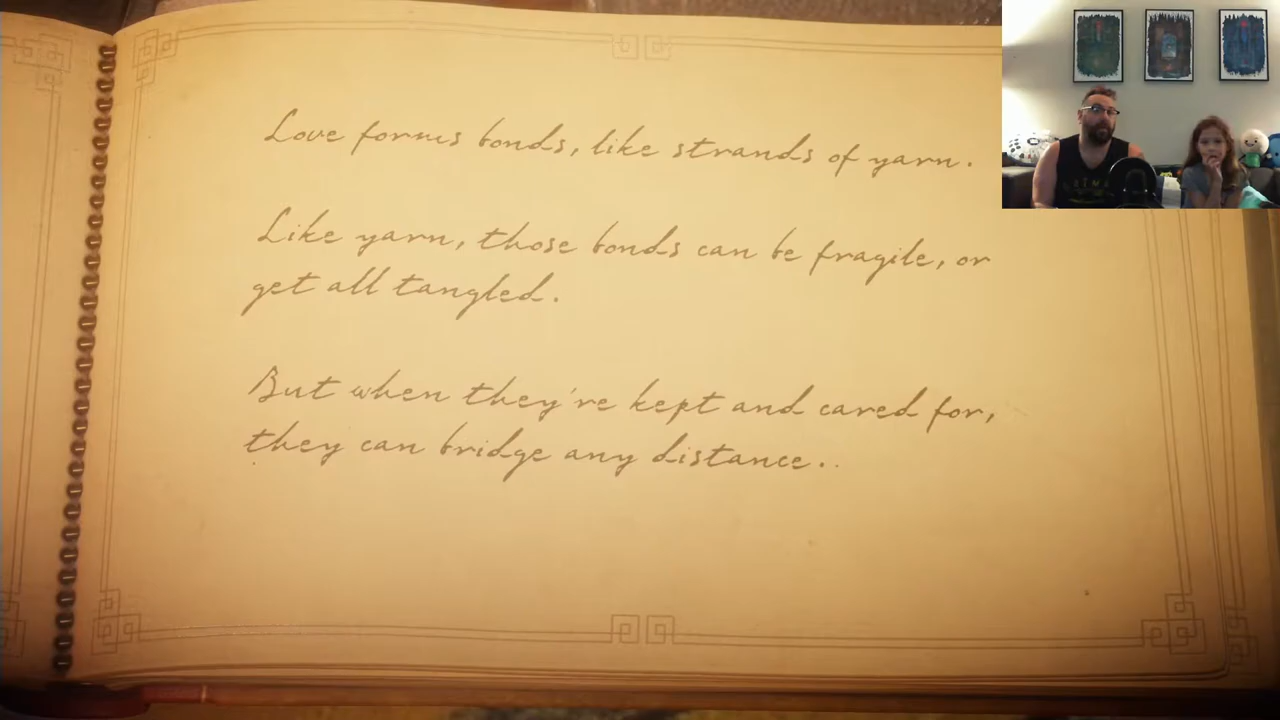 Love forms bonds, like strands of yarn.
Like yarn, those bonds can be fragile, or
get all tangled.
But when they're kept and cared for,
they can bridge any distance..